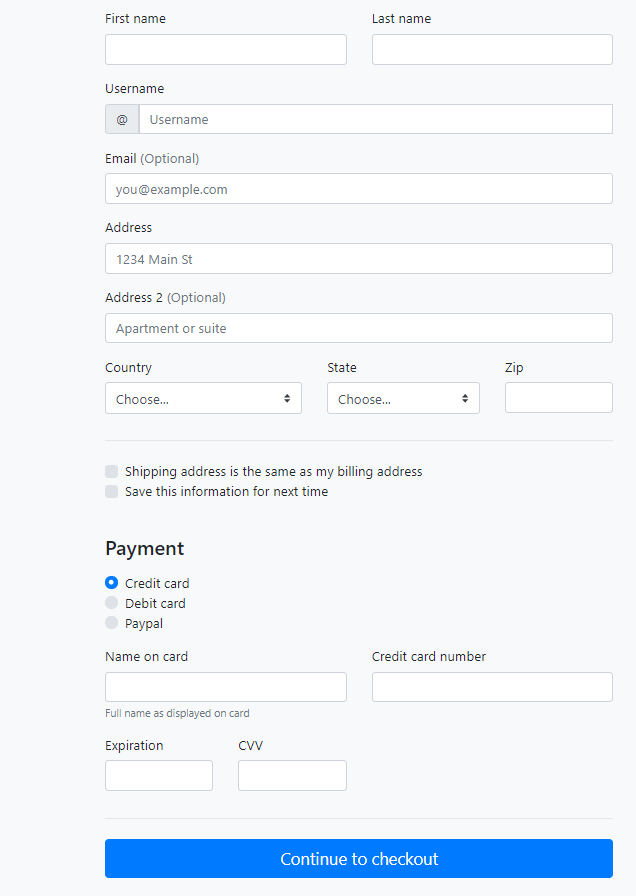 First name Last name
Username
@ Username
Email (Optional)
you@example.com
Address
1234 Main St
Address 2 (Optional)
Apartment or suite
Country State Zip
Choose... Choose...
Shipping address is the same as my billing address
Save this information for next time
Payment
Credit card
Debit card
Paypal
Name on card Credit card number
Full name as displayed on card
Expiration CVV
Continue to checkout